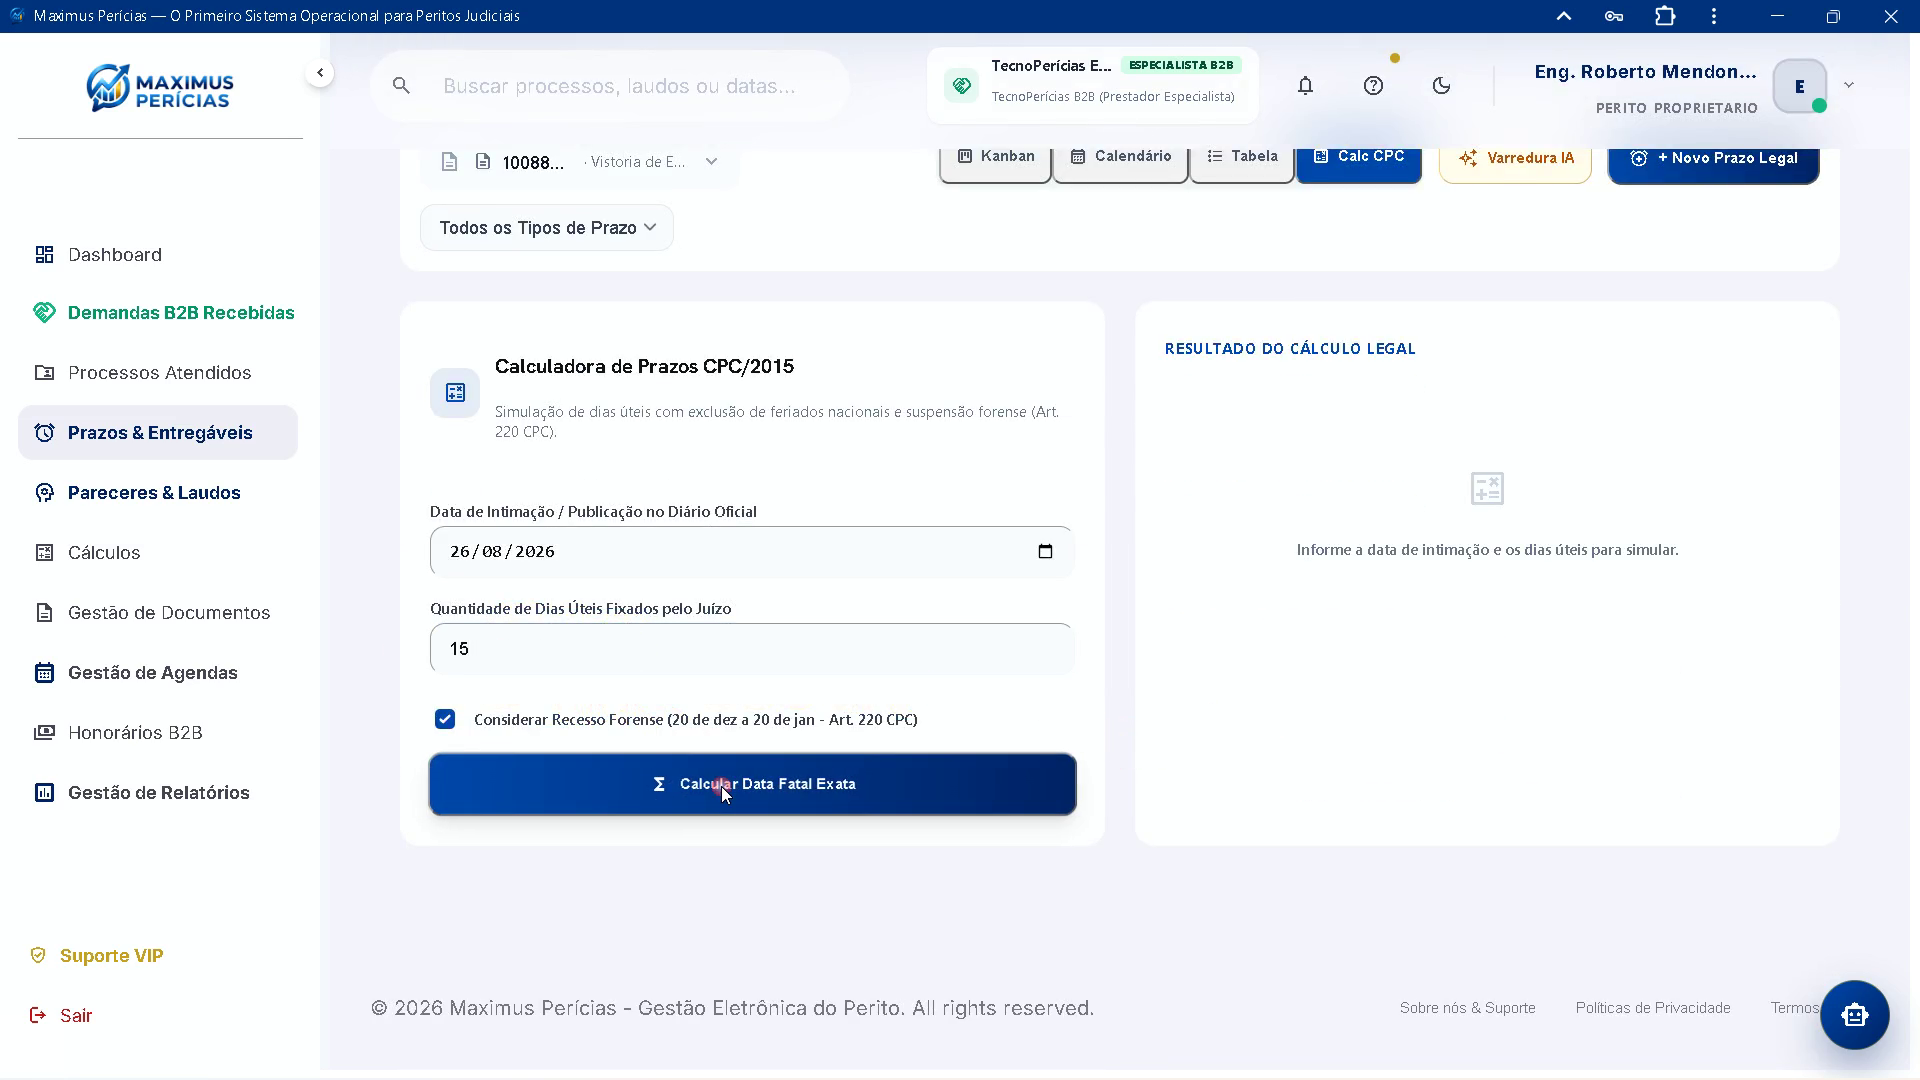 Maximus Perícias — O Primeiro Sistema Operacional para Peritos Judiciais
MAXIMUS
PERÍCIAS
Buscar processos, laudos ou datas...
TecnoPerícias E... ESPECIALISTA B2B
TecnoPerícias B2B (Prestador Especialista)
Eng. Roberto Mendon...
PERITO PROPRIETARIO
E
10088... · Vistoria de E...
Kanban
Calendário
Tabela
Calc CPC
Varredura IA
+ Novo Prazo Legal
Todos os Tipos de Prazo
Dashboard
Demandas B2B Recebidas
Processos Atendidos
Prazos & Entregáveis
Pareceres & Laudos
Cálculos
Gestão de Documentos
Gestão de Agendas
Honorários B2B
Gestão de Relatórios
Suporte VIP
Sair
Calculadora de Prazos CPC/2015
Simulação de dias úteis com exclusão de feriados nacionais e suspensão forense (Art.
220 CPC).
Data de Intimação / Publicação no Diário Oficial
26/08/2026
Quantidade de Dias Úteis Fixados pelo Juízo
15
Considerar Recesso Forense (20 de dez a 20 de jan - Art. 220 CPC)
Σ Calcular Data Fatal Exata
RESULTADO DO CÁLCULO LEGAL
Informe a data de intimação e os dias úteis para simular.
© 2026 Maximus Perícias - Gestão Eletrônica do Perito. All rights reserved.
Sobre nós & Suporte
Políticas de Privacidade
Termos